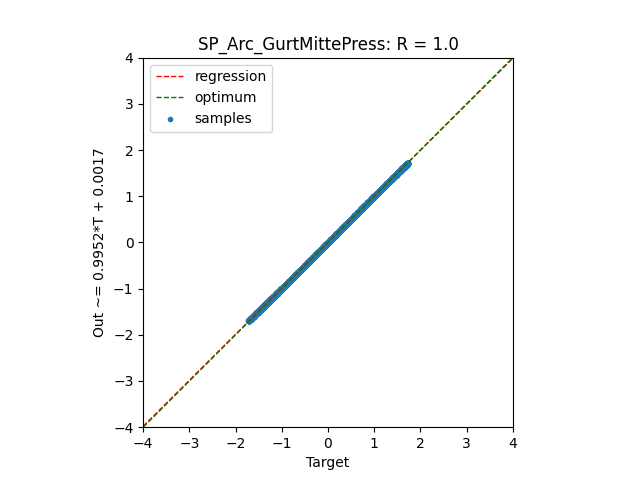 SP_Arc_GurtMittePress: R = 1.0
regression
optimum
samples
Out ~= 0.9952*T + 0.0017
4
3
2
1
0
−1
−2
−3
−4
−4 −3 −2 −1 0 1 2 3 4
Target